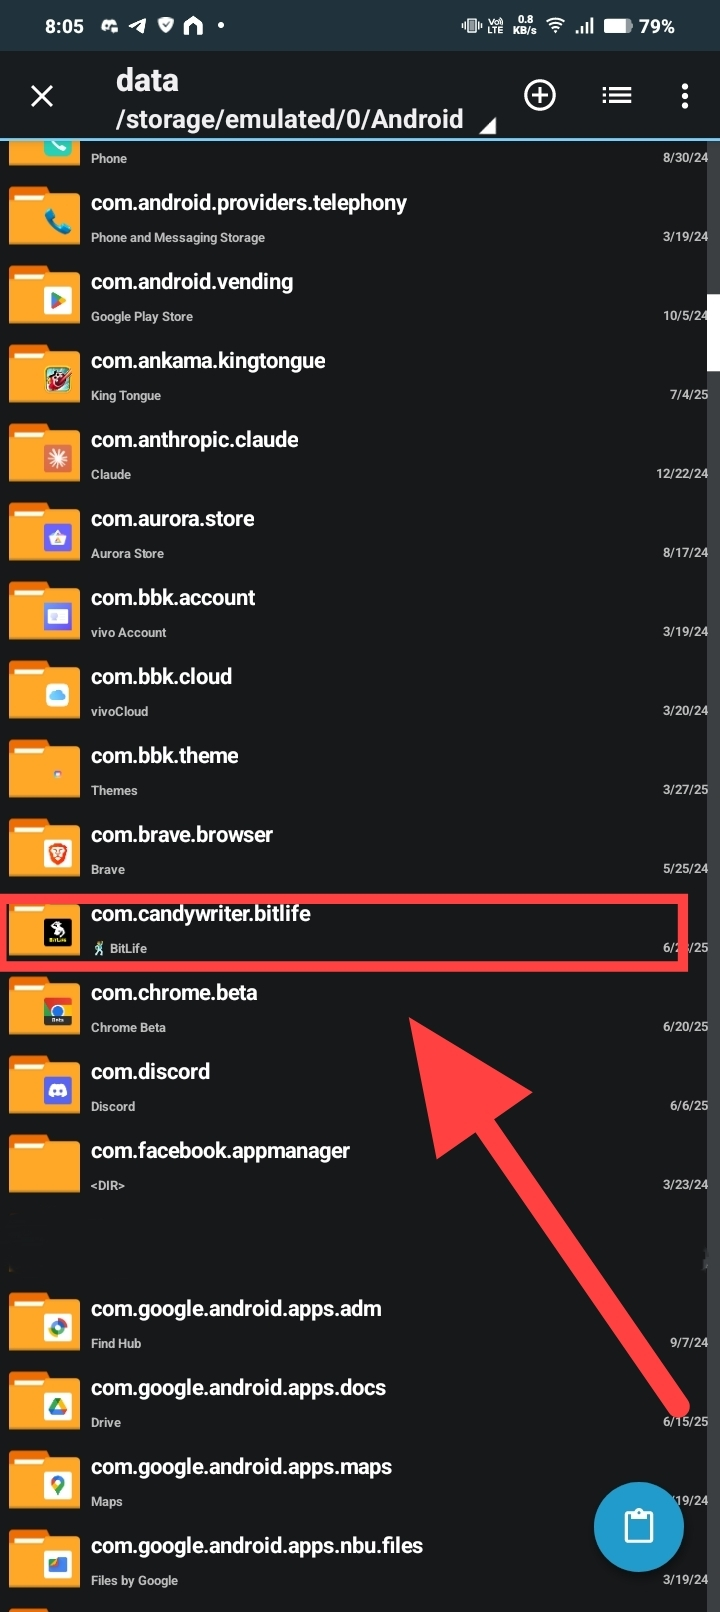 8:05
Vo)
LTE
0.8
KB/s
79%
data
/storage/emulated/0/Android
Phone
8/30/24
com.android.providers.telephony
Phone and Messaging Storage
3/19/24
com.android.vending
Google Play Store
10/5/24
com.ankama.kingtongue
King Tongue
7/4/25
com.anthropic.claude
Claude
12/22/24
com.aurora.store
Aurora Store
8/17/24
com.bbk.account
vivo Account
3/19/24
com.bbk.cloud
vivoCloud
3/20/24
com.bbk.theme
Themes
3/27/25
com.brave.browser
Brave
5/25/24
com.candywriter.bitlife
BitLife
com.chrome.beta
Beta
Chrome Beta
6/20/25
com.discord
Discord
6/6/25
com.facebook.appmanager
<DIR>
3/23/24
com.google.android.apps.adm
Find Hub
9/7/24
com.google.android.apps.docs
Drive
6/15/25
com.google.android.apps.maps
Maps
com.google.android.apps.nbu.files
Files by Google
3/19/24